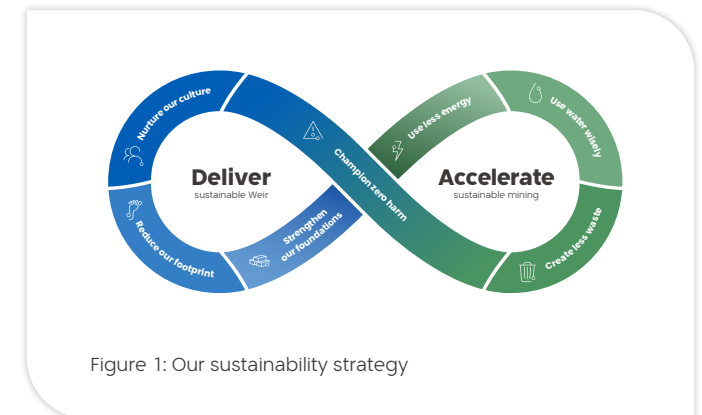 Nurture our culture
Use less energy
Use water wisely
Champion zero harm
Deliver
sustainable Weir
Accelerate
sustainable mining
Reduce our footprint
Strengthen
our foundations
Create less waste
Figure 1: Our sustainability strategy